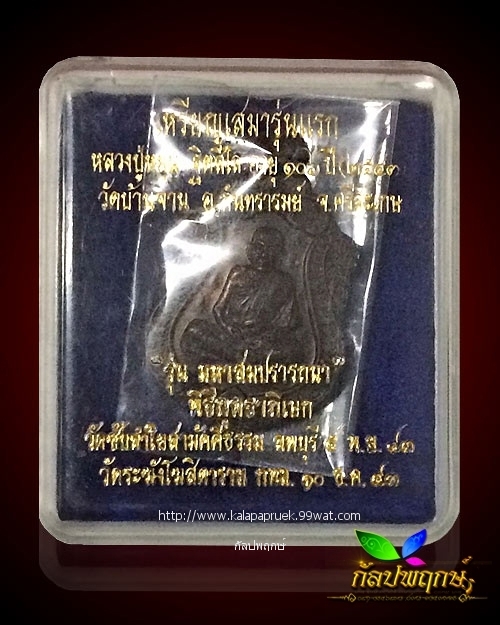 เหรียญเสมารุ่นแรก
หลวงปู่หมุน ฐิตสีโล อายุ ๑๐๖ ปี ๒๕๔๓
วัดบ้านจาน อ.กันทรารมย์ จ.ศรีสะเกษ
"รุ่น มหาสมปรารถนา"
พิธีพุทธาภิเษก
วัดซับลำใยสามัคคีธรรม ลพบุรี ๕ พ.ย. ๔๓
วัดระฆังโฆสิตาราม กทม. ๑๐ ธ.ค. ๔๓
http://www.kalapapruek.99wat.com
กัลปพฤกษ์
กัลปพฤกษ์